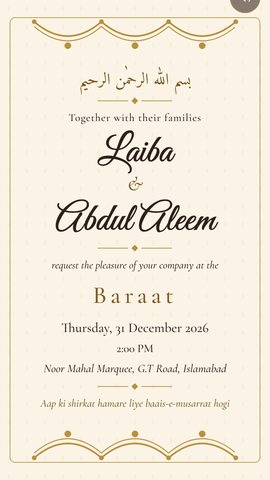 بسم الله الرحمٰن الرحيم
Together with their families
Laiba
&
Abdul Aleem
request the pleasure of your company at the
Baraat
Thursday, 31 December 2026
2:00 PM
Noor Mahal Marquee, G.T Road, Islamabad
Aap ki shirkat hamare liye baais-e-musarrat hogi